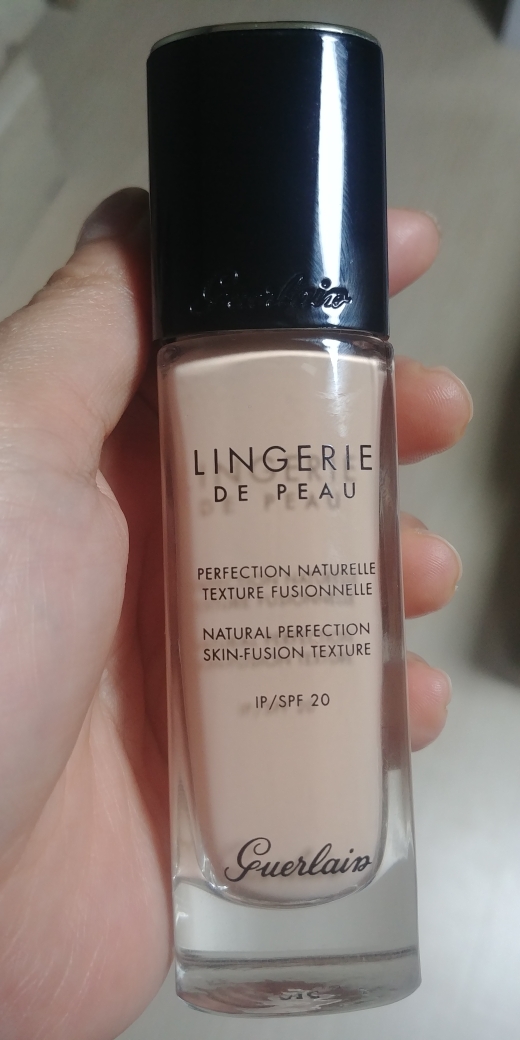 Guerlain
LINGERIE
DE PEAU
PERFECTION NATURELLE
TEXTURE FUSIONNELLE
NATURAL PERFECTION
SKIN-FUSION TEXTURE
IP/SPF 20
Guerlain